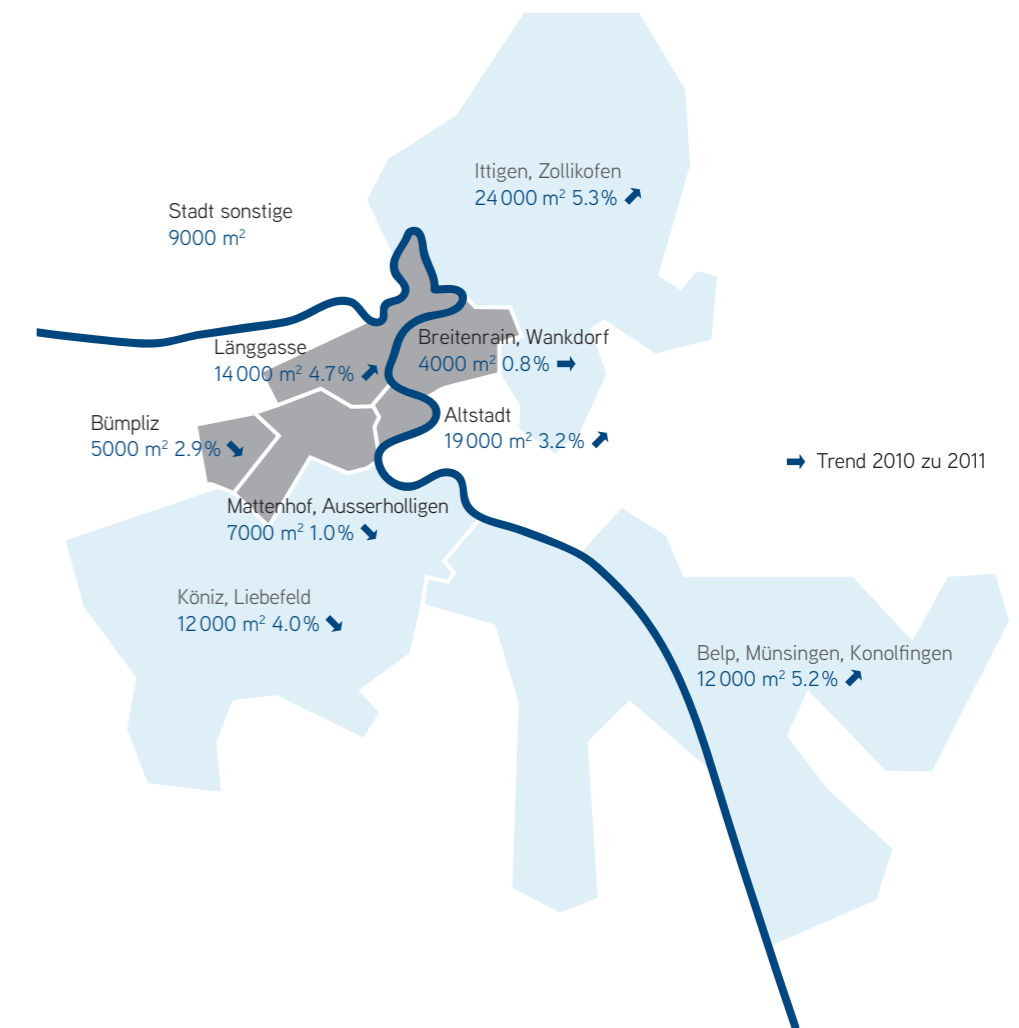 Ittigen, Zollikofen
24 000 m² 5.3% ➚
Stadt sonstige
9000 m²
Länggasse
14 000 m² 4.7% ➚
Breitenrain, Wankdorf
4000 m² 0.8% ➡
Bümpliz
5000 m² 2.9% ➘
Altstadt
19 000 m² 3.2% ➚
➡ Trend 2010 zu 2011
Mattenhof, Ausserholligen
7000 m² 1.0% ➘
Köniz, Liebefeld
12 000 m² 4.0% ➘
Belp, Münsingen, Konolfingen
12 000 m² 5.2% ➚